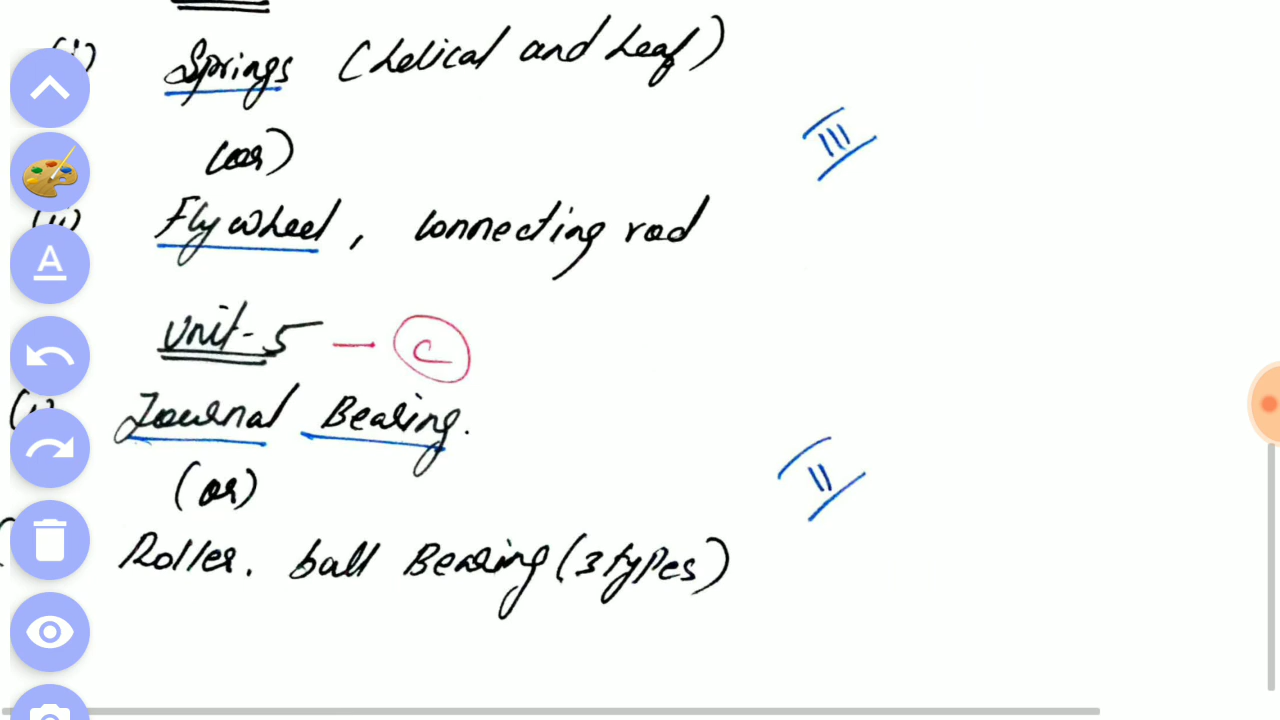 (i) Springs (helical and leaf)
(or)
III
(ii) Flywheel, connecting rod
Unit-5 - C
(i) Journal Bearing.
(or)
II
Roller. ball Bearing (3 types)
A